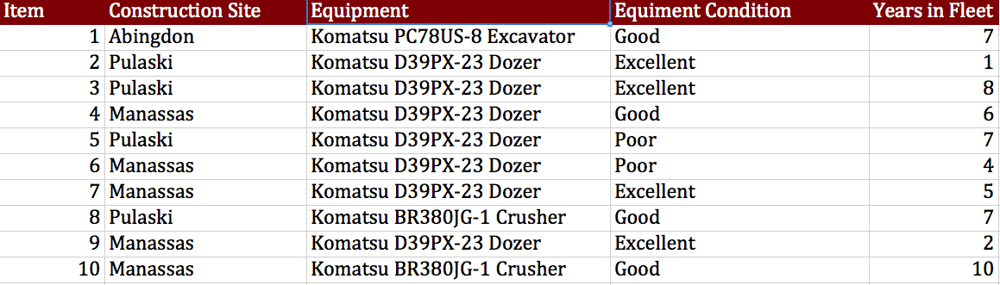 Item Construction Site Equipment Equiment Condition Years in Fleet
1 Abingdon Komatsu PC78US-8 Excavator Good 7
2 Pulaski Komatsu D39PX-23 Dozer Excellent 1
3 Pulaski Komatsu D39PX-23 Dozer Excellent 8
4 Manassas Komatsu D39PX-23 Dozer Good 6
5 Pulaski Komatsu D39PX-23 Dozer Poor 7
6 Manassas Komatsu D39PX-23 Dozer Poor 4
7 Manassas Komatsu D39PX-23 Dozer Excellent 5
8 Pulaski Komatsu BR380JG-1 Crusher Good 7
9 Manassas Komatsu D39PX-23 Dozer Excellent 2
10 Manassas Komatsu BR380JG-1 Crusher Good 10